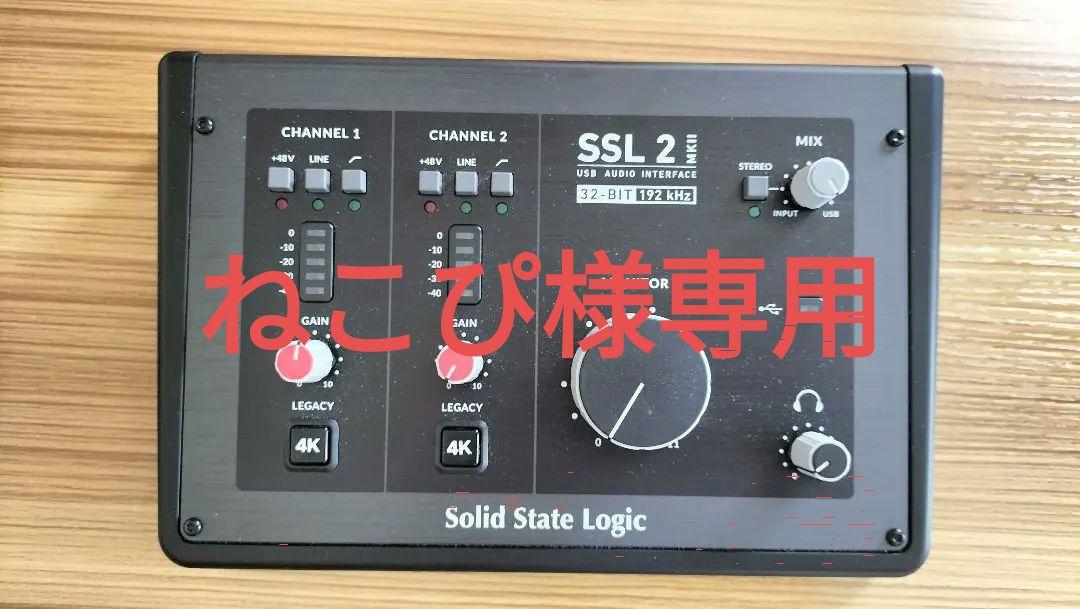 CHANNEL 1
+48V LINE
0
-10
-20
GAIN
0 10
LEGACY
4K
CHANNEL 2
+48V LINE
0
-10
-20
-40
GAIN
0 10
LEGACY
4K
SSL 2 MKII
USB AUDIO INTERFACE
32-BIT 192 kHz
MIX
STEREO
INPUT USB
ねこぴ様専用
0 11
Solid State Logic